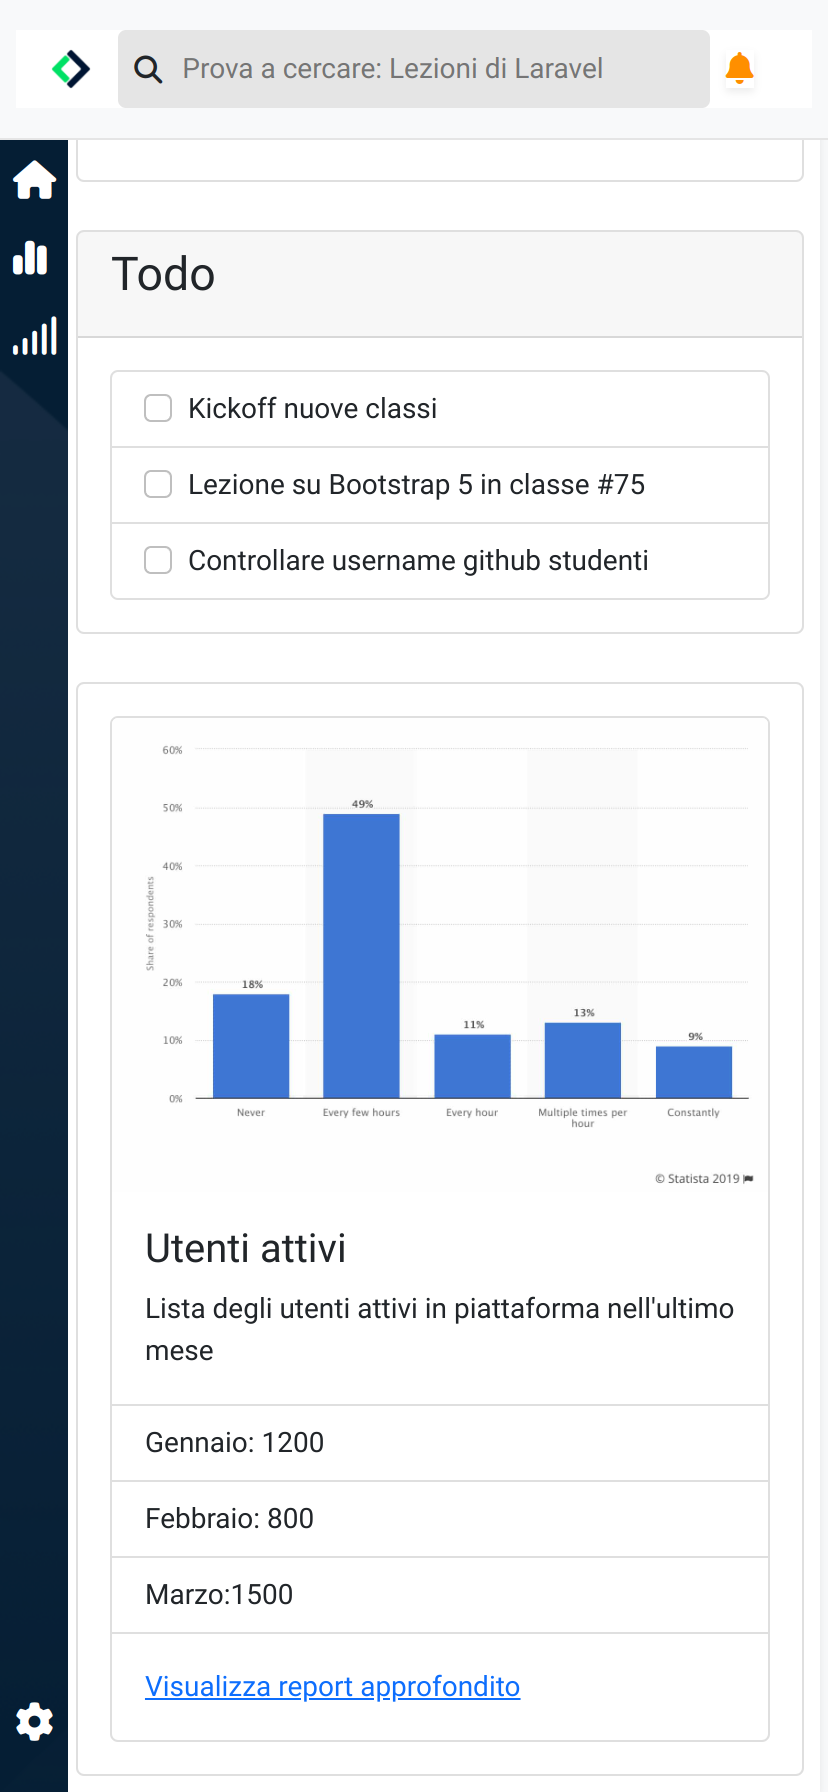 Prova a cercare: Lezioni di Laravel
Todo
Kickoff nuove classi
Lezione su Bootstrap 5 in classe #75
Controllare username github studenti
60%
50%
40%
30%
20%
10%
0%
Share of respondents
18%
49%
11%
13%
9%
Never
Every few hours
Every hour
Multiple times per
hour
Constantly
© Statista 2019
Utenti attivi
Lista degli utenti attivi in piattaforma nell'ultimo
mese
Gennaio: 1200
Febbraio: 800
Marzo:1500
Visualizza report approfondito